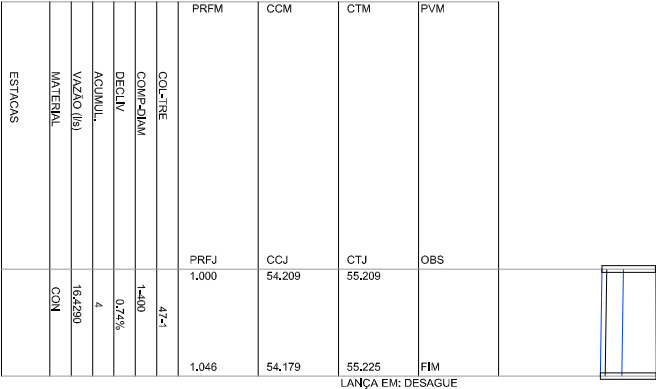 ESTACAS
MATERIAL
VAZÃO (l/s)
ACUMUL.
DECLIV
COMP-DIAM
COL-TRE
PRFM CCM CTM PVM
PRFJ CCJ CTJ OBS
CON
16.4290
4
0.74%
1-400
47-1
1.000 54.209 55.209
1.046 54.179 55.225 FIM
LANÇA EM: DESAGUE